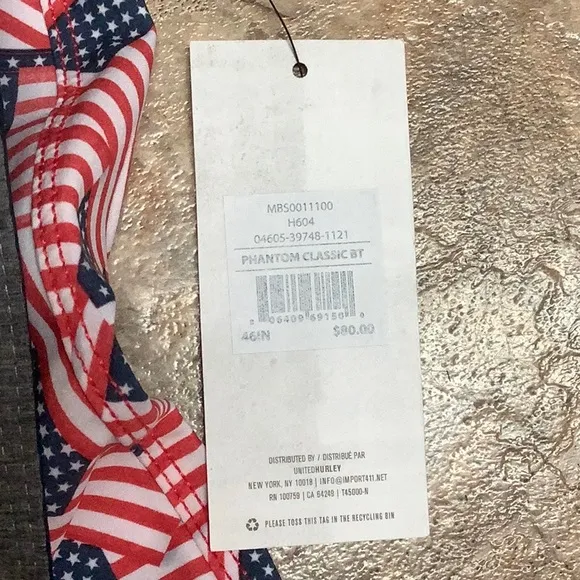 MBS0011100
H604
04605-39748-1121
PHANTOM CLASSIC BT
46IN $80.00
DISTRIBUTED BY / DISTRIBUÉ PAR
UNITEDHURLEY
NEW YORK, NY 10018 | INFO@IMPORT411.NET
RN 100759 | CA 64249 | T45000-N
PLEASE TOSS THIS TAG IN THE RECYCLING BIN